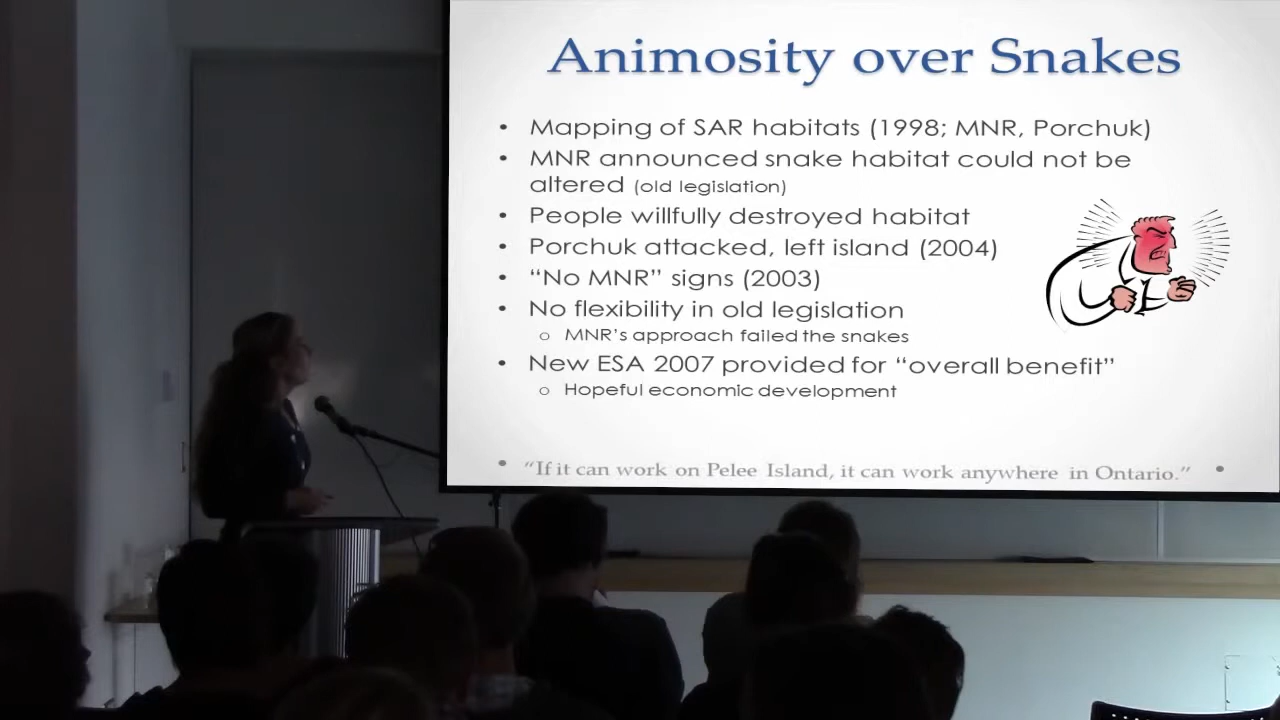 Animosity over Snakes
• Mapping of SAR habitats (1998; MNR, Porchuk)
• MNR announced snake habitat could not be
altered (old legislation)
• People willfully destroyed habitat
• Porchuk attacked, left island (2004)
• “No MNR” signs (2003)
• No flexibility in old legislation
o MNR’s approach failed the snakes
• New ESA 2007 provided for “overall benefit”
o Hopeful economic development
• “If it can work on Pelee Island, it can work anywhere in Ontario.” •